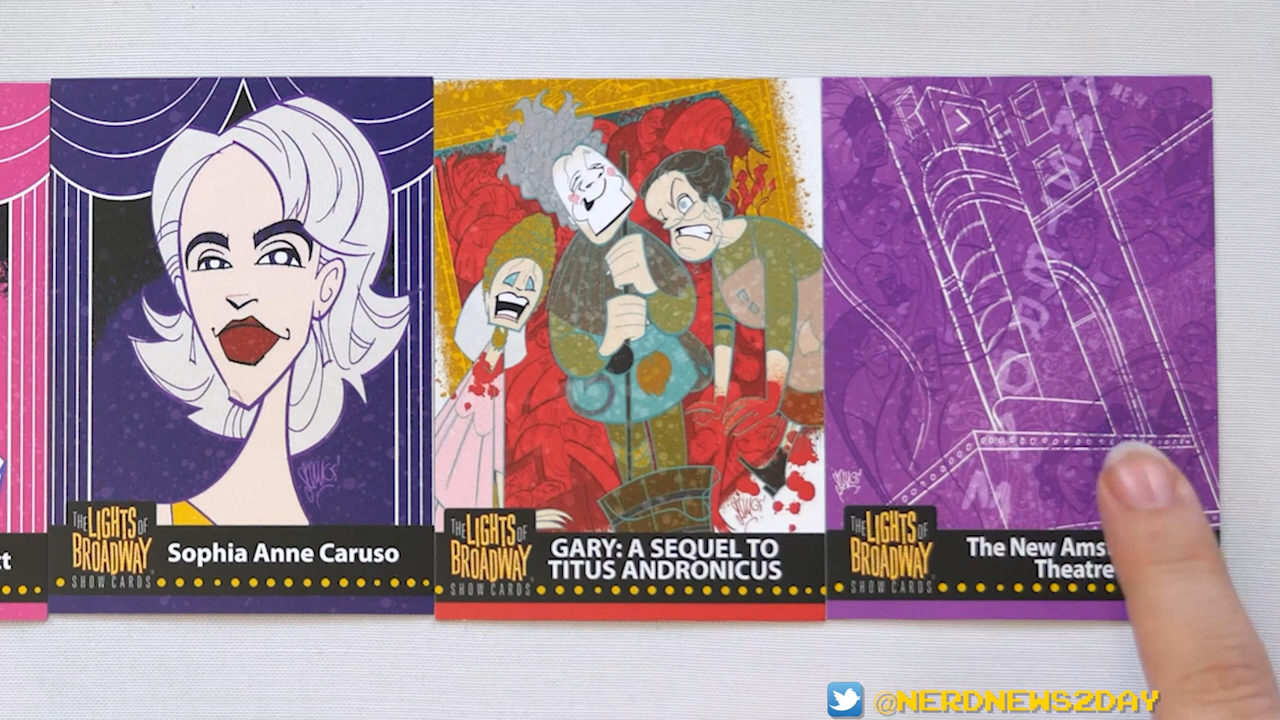 ct
THE LIGHTS OF
BROADWAY
SHOW CARDS
Sophia Anne Caruso
THE LIGHTS OF
BROADWAY
SHOW CARDS
GARY: A SEQUEL TO
TITUS ANDRONICUS
THE LIGHTS OF
BROADWAY
SHOW CARDS
The New Ams
Theatre
@NERDNEWS2DAY